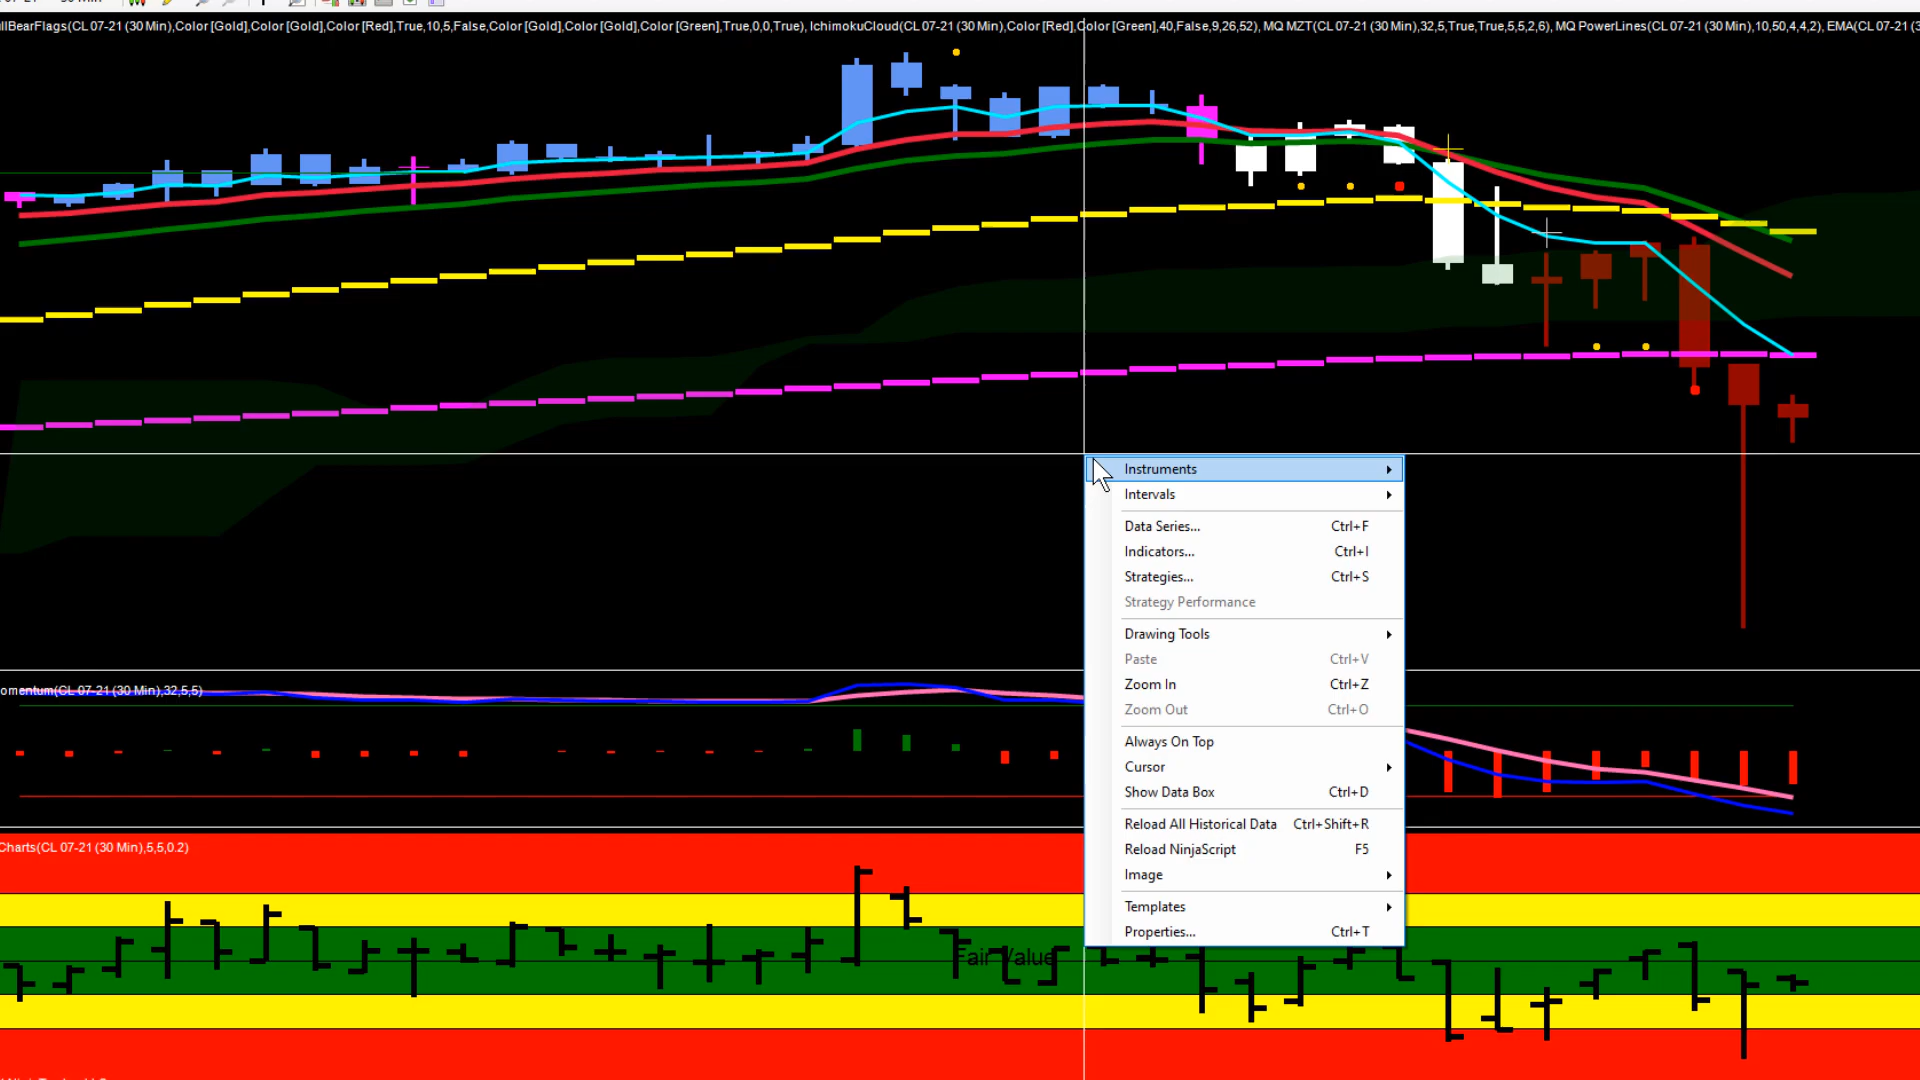 llBearFlags(CL 07-21 (30 Min),Color [Gold],Color [Gold],Color [Red],True,10,5,False,Color [Gold],Color [Gold],Color [Green],True,0,0,True), IchimokuCloud(CL 07-21 (30 Min),Color [Red],Color [Green],40,False,9,26,52), MQ MZT(CL 07-21 (30 Min),32,5,True,True,5,5,2,6), MQ PowerLines(CL 07-21 (30 Min),10,50,4,4,2), EMA(CL 07-21 (3
Instruments
Intervals
Data Series... Ctrl+F
Indicators... Ctrl+I
Strategies... Ctrl+S
Strategy Performance
Drawing Tools
Paste Ctrl+V
Zoom In Ctrl+Z
Zoom Out Ctrl+O
Always On Top
Cursor
Show Data Box Ctrl+D
Reload All Historical Data Ctrl+Shift+R
Reload NinjaScript F5
Image
Templates
Properties... Ctrl+T
omentum(CL 07-21 (30 Min),32,5,5)
Charts(CL 07-21 (30 Min),5,5,0.2)
Fair Value